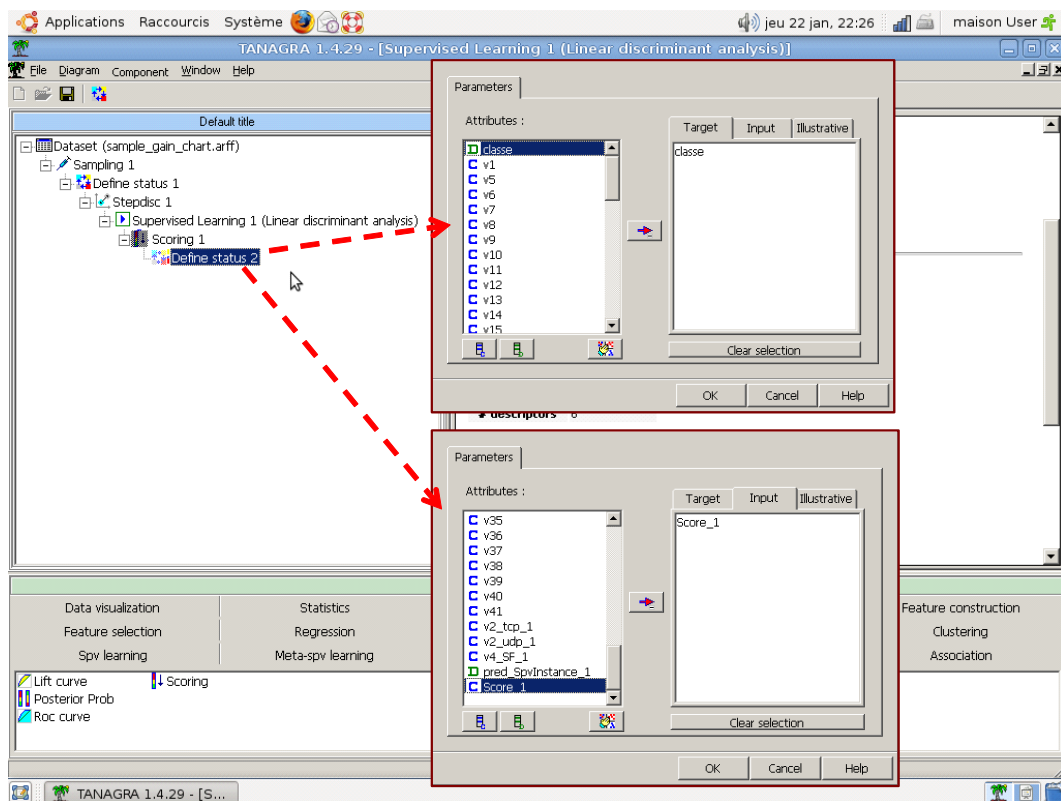 Applications Raccourcis Système jeu 22 jan, 22:26 maison User
TANAGRA 1.4.29 - [Supervised Learning 1 (Linear discriminant analysis)]
File Diagram Component Window Help
Default title
Dataset (sample_gain_chart.arff)
Sampling 1
Define status 1
Stepdisc 1
Supervised Learning 1 (Linear discriminant analysis)
Scoring 1
Define status 2
Parameters
Attributes :
D classe
C v1
C v5
C v6
C v7
C v8
C v9
C v10
C v11
C v12
C v13
C v14
C v15
Target Input Illustrative
classe
Clear selection
OK Cancel Help
# descriptors 6
Parameters
Attributes :
C v35
C v36
C v37
C v38
C v39
C v40
C v41
C v2_tcp_1
C v2_udp_1
C v4_SF_1
D pred_SpvInstance_1
C Score_1
Target Input Illustrative
Score_1
Clear selection
OK Cancel Help
Data visualization Statistics Feature construction
Feature selection Regression Clustering
Spv learning Meta-spv learning Association
Lift curve Scoring
Posterior Prob
Roc curve
TANAGRA 1.4.29 - [S...